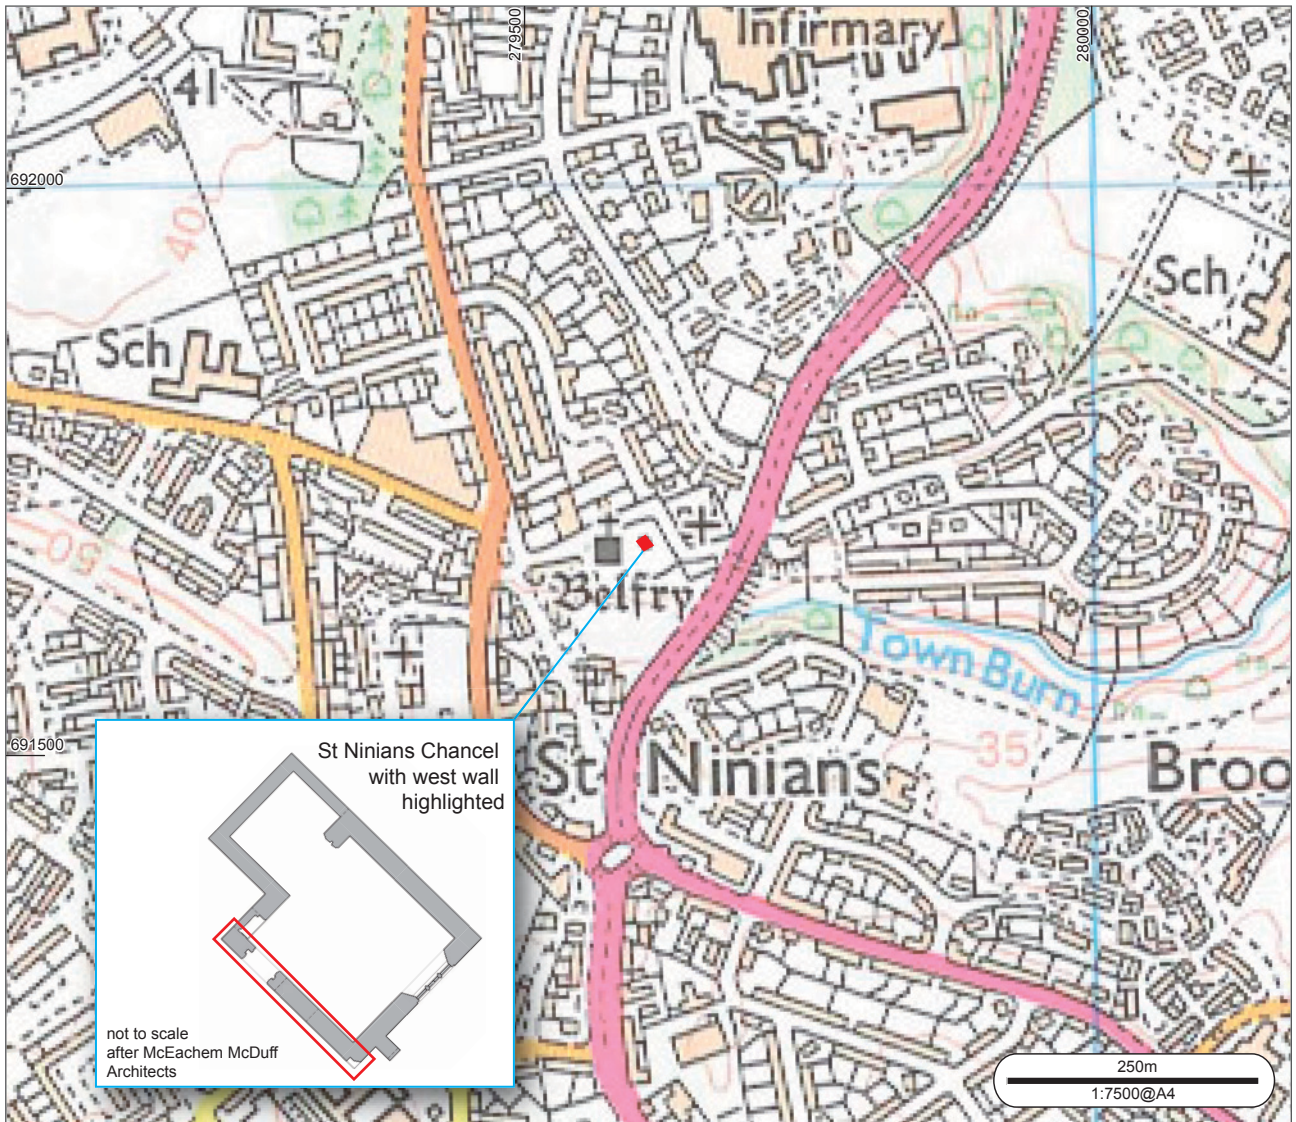 279500
280000
Infirmary
41
692000
40
Sch
Sch
50
Belfry
Town Burn
691500
St Ninians
35
Broo
St Ninians Chancel
with west wall
highlighted
not to scale
after McEachem McDuff
Architects
250m
1:7500@A4